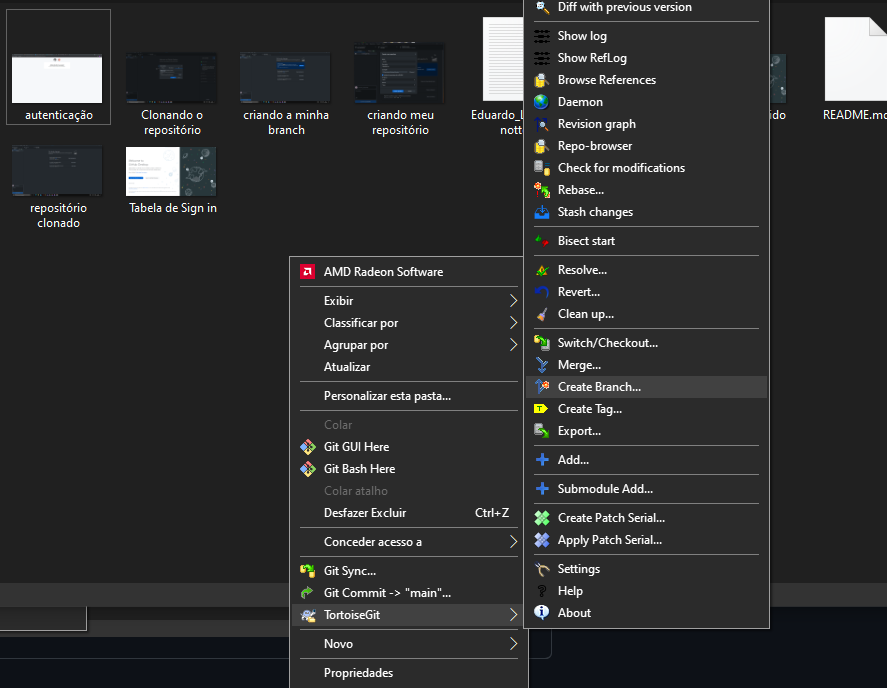 autenticação
Clonando o
repositório
criando a minha
branch
criando meu
repositório
Eduardo_L
nott
ido
README.md
repositório
clonado
Tabela de Sign in
AMD Radeon Software
Exibir
Classificar por
Agrupar por
Atualizar
Personalizar esta pasta...
Colar
Git GUI Here
Git Bash Here
Colar atalho
Desfazer Excluir Ctrl+Z
Conceder acesso a
Git Sync...
Git Commit -> "main"...
TortoiseGit
Novo
Propriedades
Diff with previous version
Show log
Show RefLog
Browse References
Daemon
Revision graph
Repo-browser
Check for modifications
Rebase...
Stash changes
Bisect start
Resolve...
Revert...
Clean up...
Switch/Checkout...
Merge...
Create Branch...
Create Tag...
Export...
Add...
Submodule Add...
Create Patch Serial...
Apply Patch Serial...
Settings
Help
About